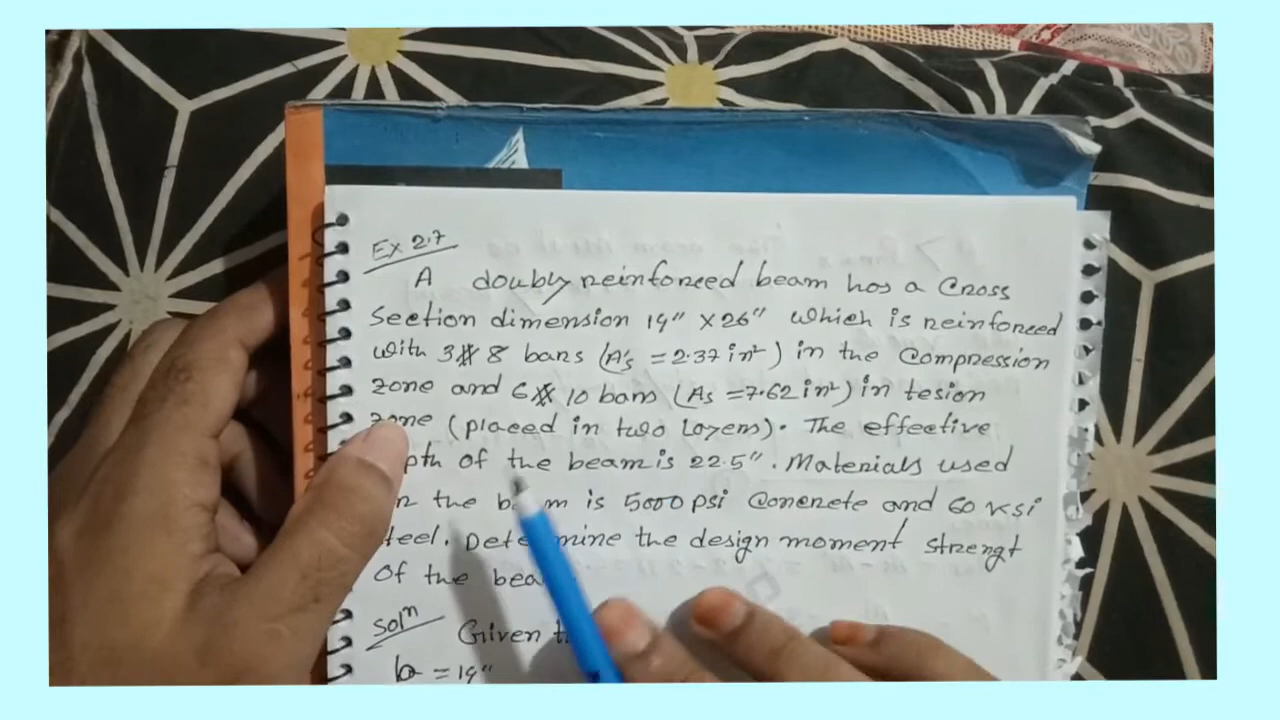 Ex 2.7
A doubly reinforced beam has a Cross
Section dimension 14" X 26" which is reinforced
with 3# 8 bars (A's = 2.37 in²) in the Compression
zone and 6# 10 bars (As = 7.62 in²) in tesion
zone (placed in two Layers). The effective
pth of the beam is 22.5". Materials used
the is 5000 psi Concrete and 60 Ksi
teel. the design moment strengt
Of the bea
Solⁿ Given
b = 14"